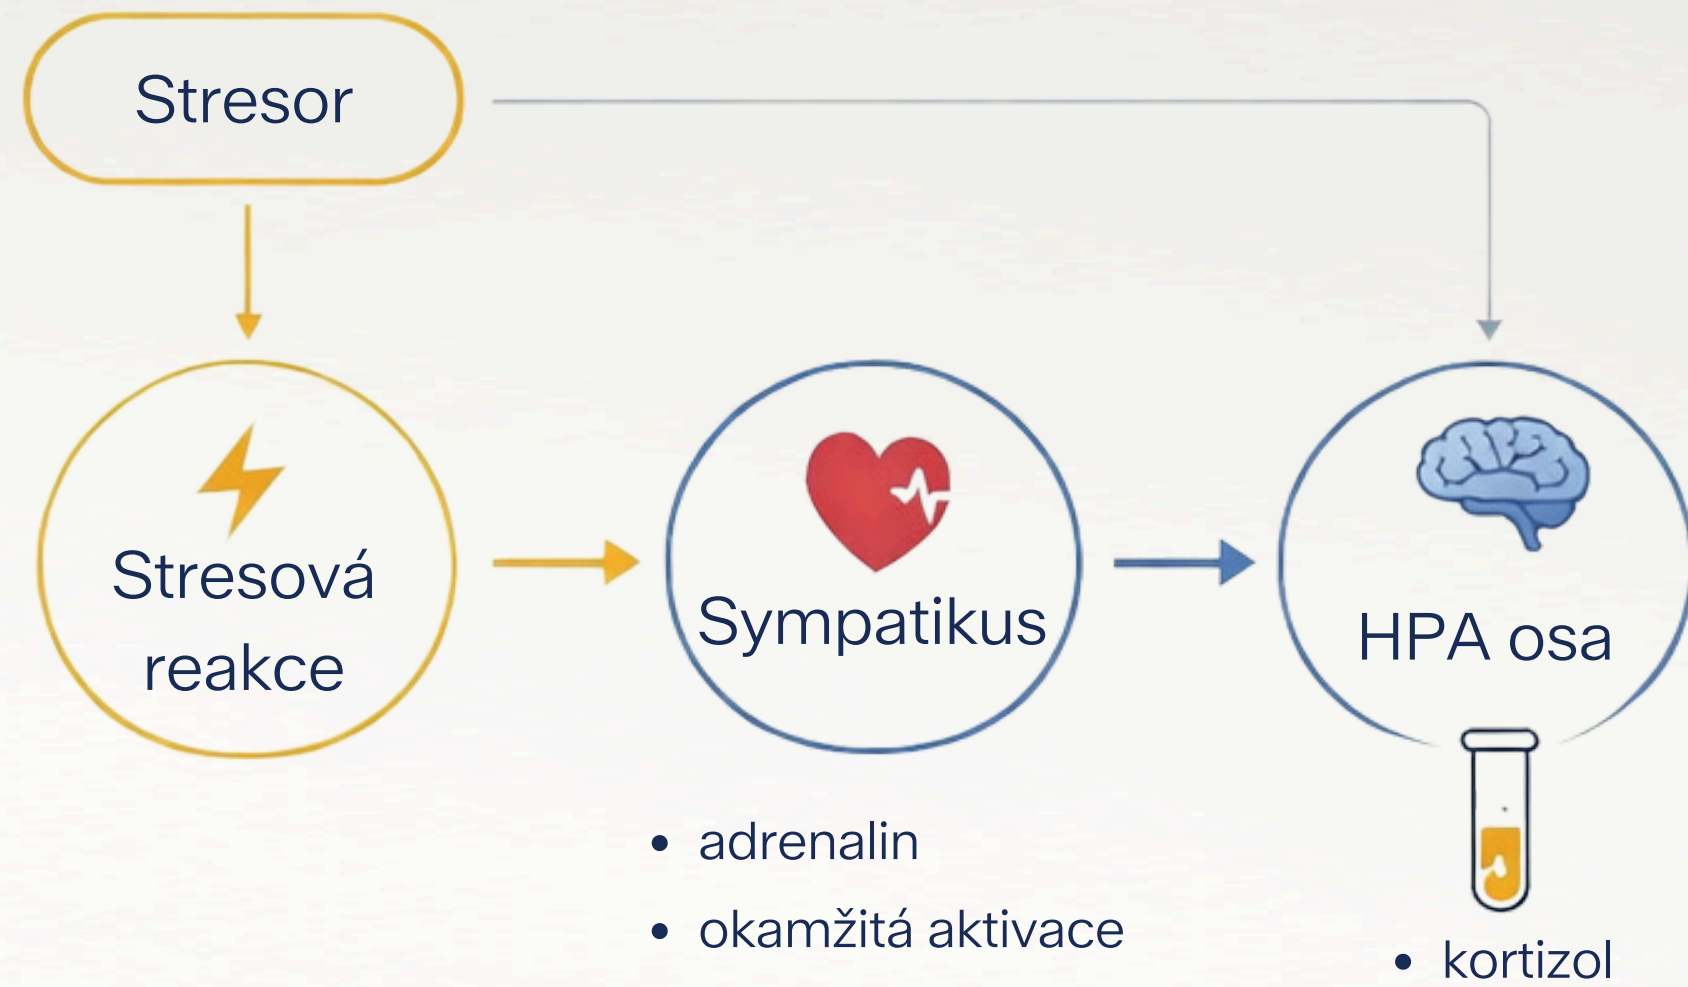 Stresor
Stresová
reakce
Sympatikus
HPA osa
• adrenalin
• okamžitá aktivace
• kortizol